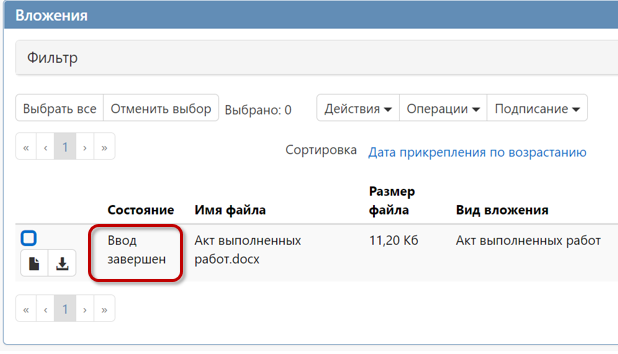 Вложения
Фильтр
Выбрать все Отменить выбор Выбрано: 0 Действия Операции Подписание
« ‹ 1 › »
Сортировка Дата прикрепления по возрастанию
Состояние Имя файла Размер файла Вид вложения
Ввод завершен
Акт выполненных работ.docx
11,20 Кб
Акт выполненных работ
« ‹ 1 › »